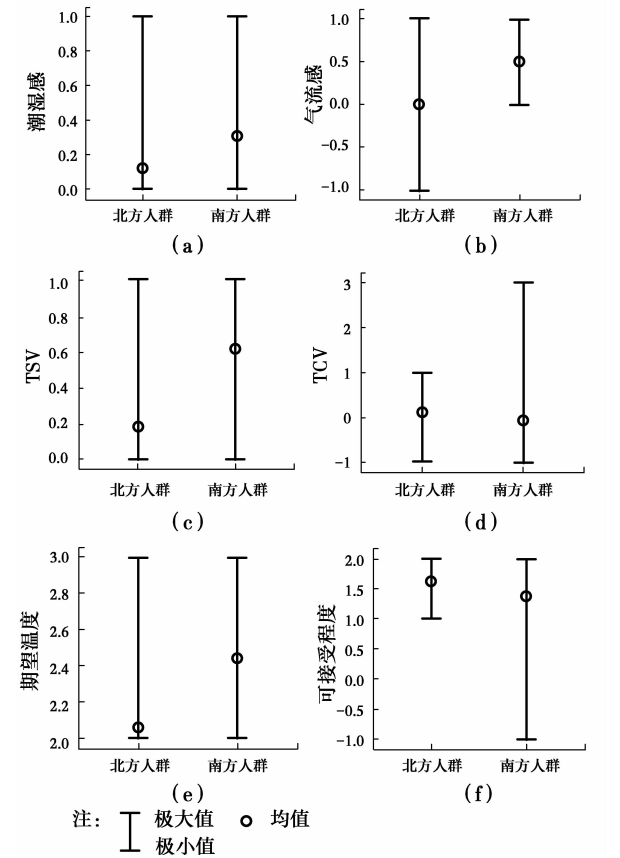 潮湿感
1.0
0.8
0.6
0.4
0.2
0.0
北方人群 南方人群
(a)
气流感
1.0
0.5
0.0
−0.5
−1.0
北方人群 南方人群
(b)
TSV
1.0
0.8
0.6
0.4
0.2
0.0
北方人群 南方人群
(c)
TCV
3
2
1
0
−1
北方人群 南方人群
(d)
期望温度
3.0
2.8
2.6
2.4
2.2
2.0
北方人群 南方人群
(e)
可接受程度
2.0
1.5
1.0
0.5
0.0
−0.5
−1.0
北方人群 南方人群
(f)
注: 极大值 均值
极小值